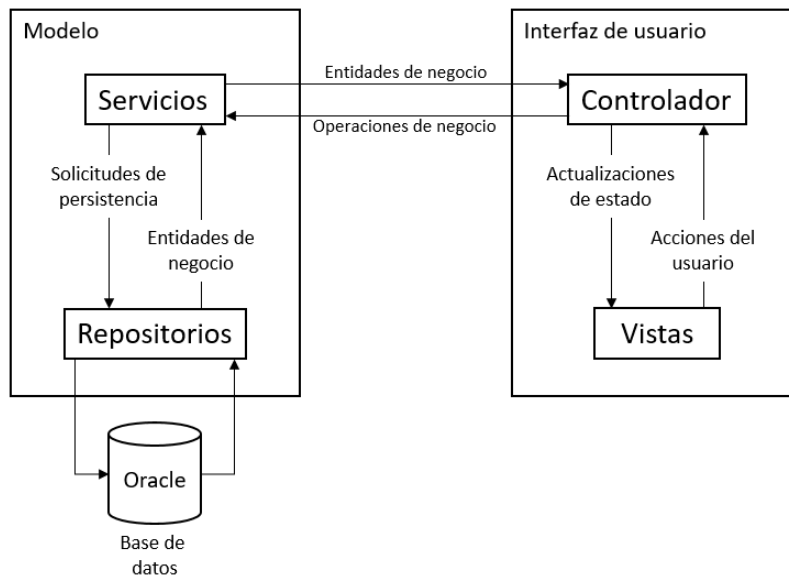 Modelo
Interfaz de usuario
Servicios
Entidades de negocio
Operaciones de negocio
Controlador
Solicitudes de
persistencia
Entidades de
negocio
Actualizaciones
de estado
Acciones del
usuario
Repositorios
Vistas
Oracle
Base de
datos